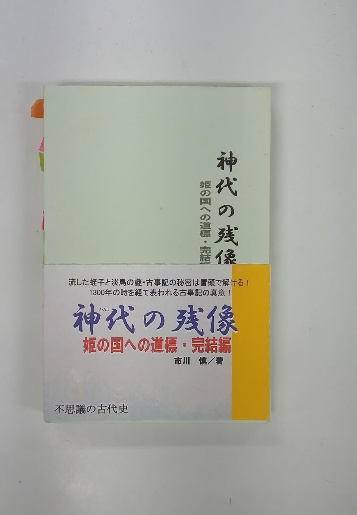 神代の残像
姫の国への道標・完結
流した蛭子と淡島の謎・古事記の秘密は冒頭で解ける!
1300年の時を経て表われる古事記の真意!
神代の残像
姫の国への道標・完結編
市川 慎/著
不思議の古代史